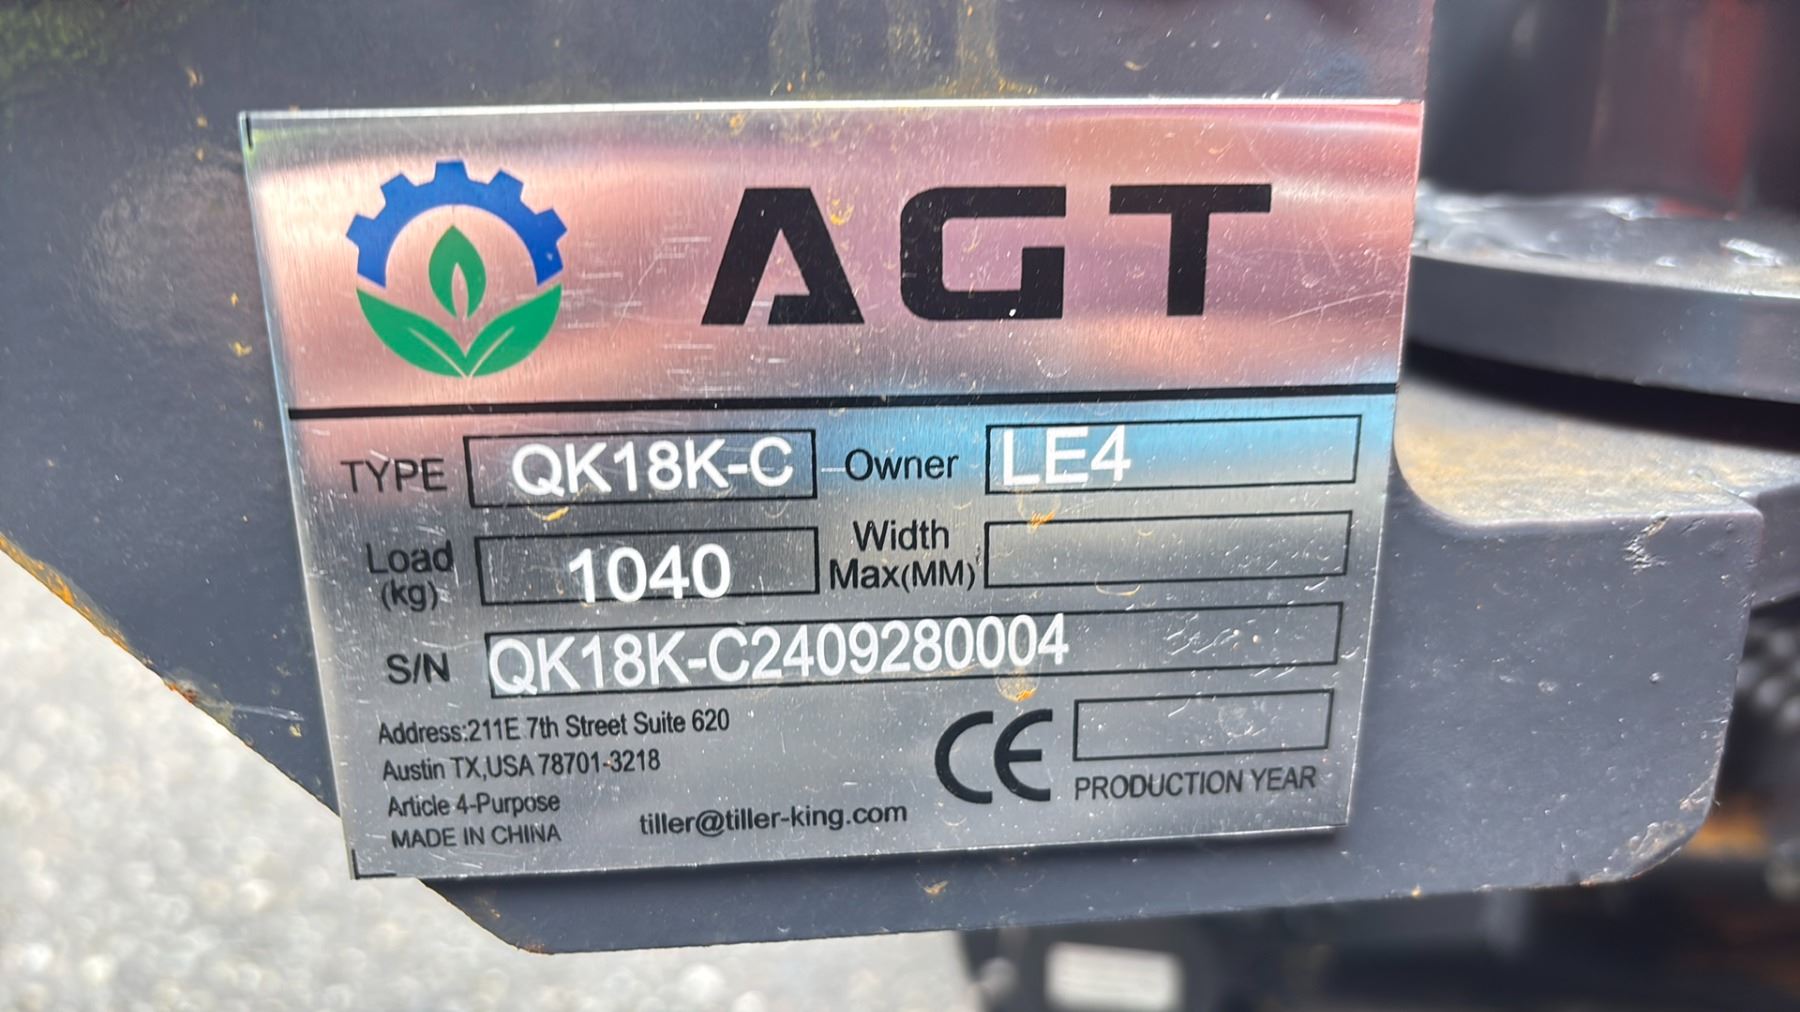 AGT
TYPE QK18K-C Owner LE4
Load (kg) 1040 Width Max(MM)
S/N QK18K-C2409280004
Address:211E 7th Street Suite 620
Austin TX,USA 78701-3218
Article 4-Purpose
MADE IN CHINA
tiller@tiller-king.com
CE
PRODUCTION YEAR